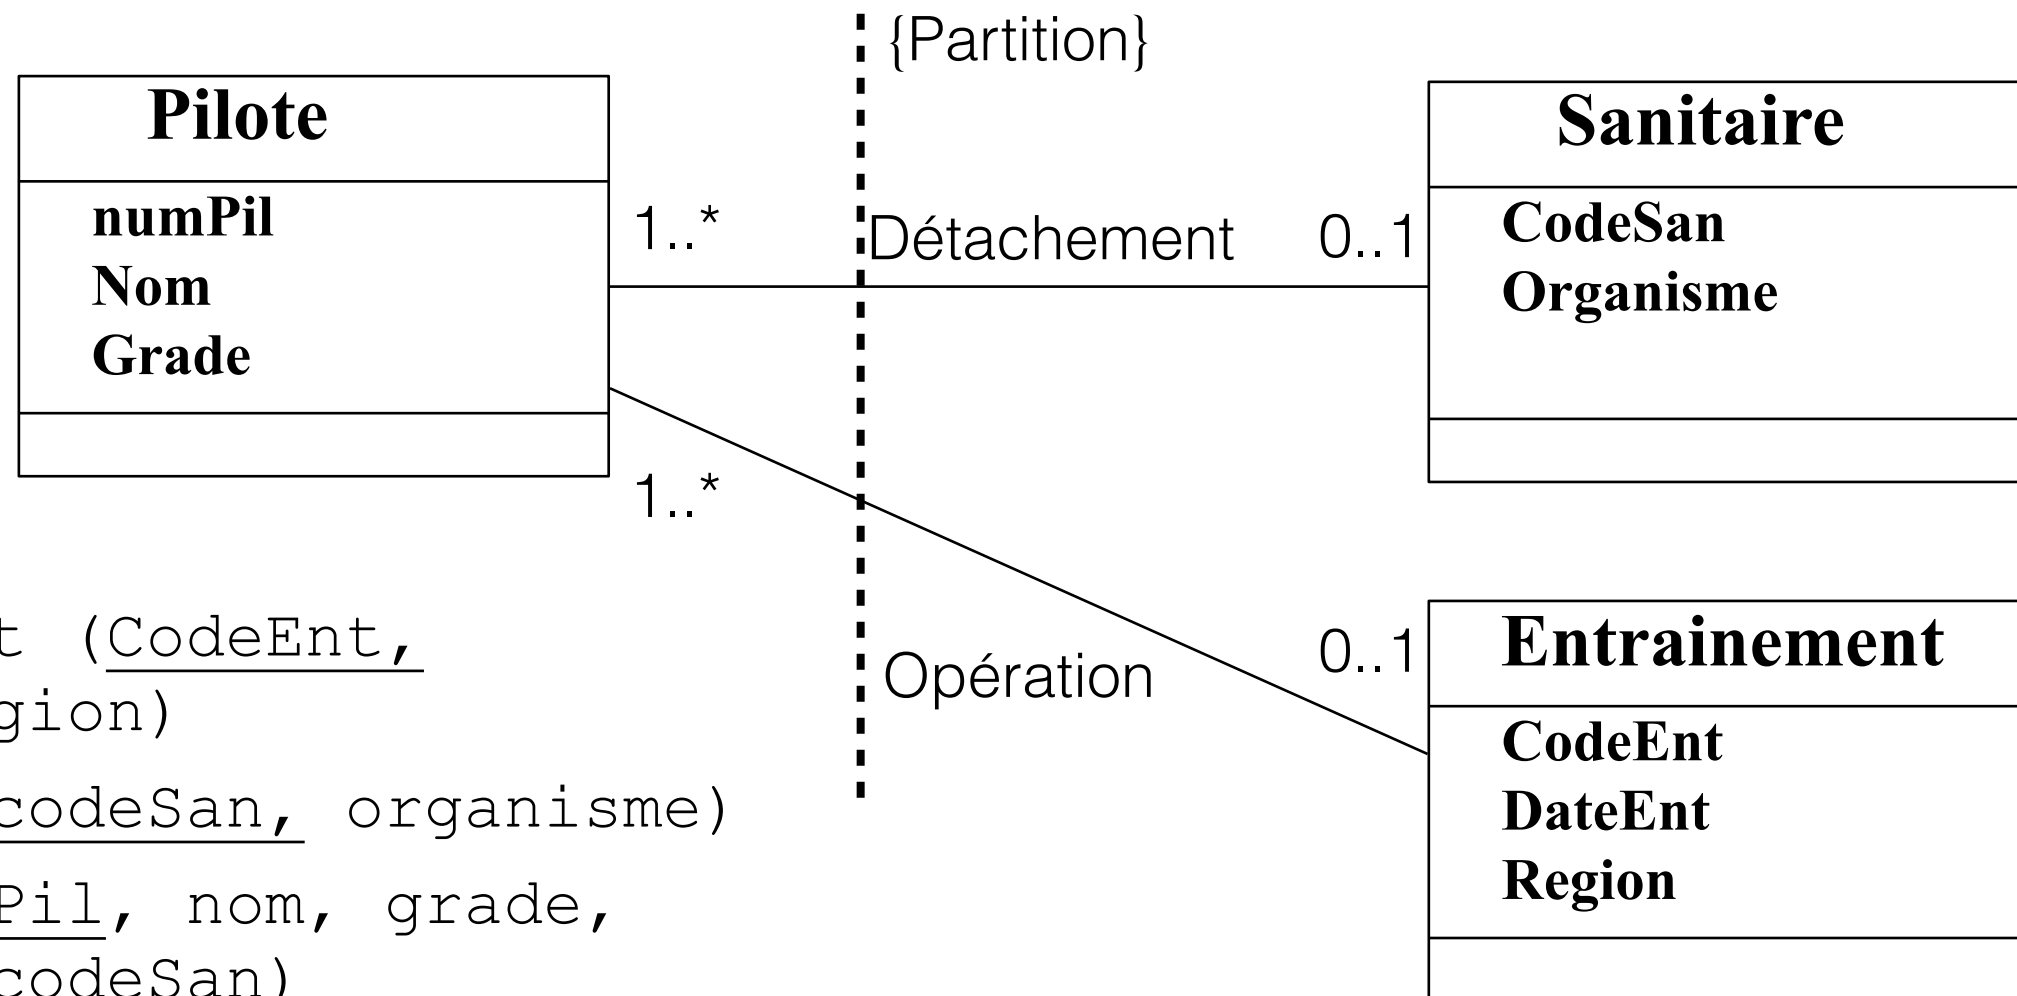 {Partition}
Pilote
numPil
Nom
Grade
1..*
Détachement
0..1
Sanitaire
CodeSan
Organisme
1..*
Opération
0..1
Entrainement
CodeEnt
DateEnt
Region
t (CodeEnt,
gion)
codeSan, organisme)
Pil, nom, grade,
codeSan)